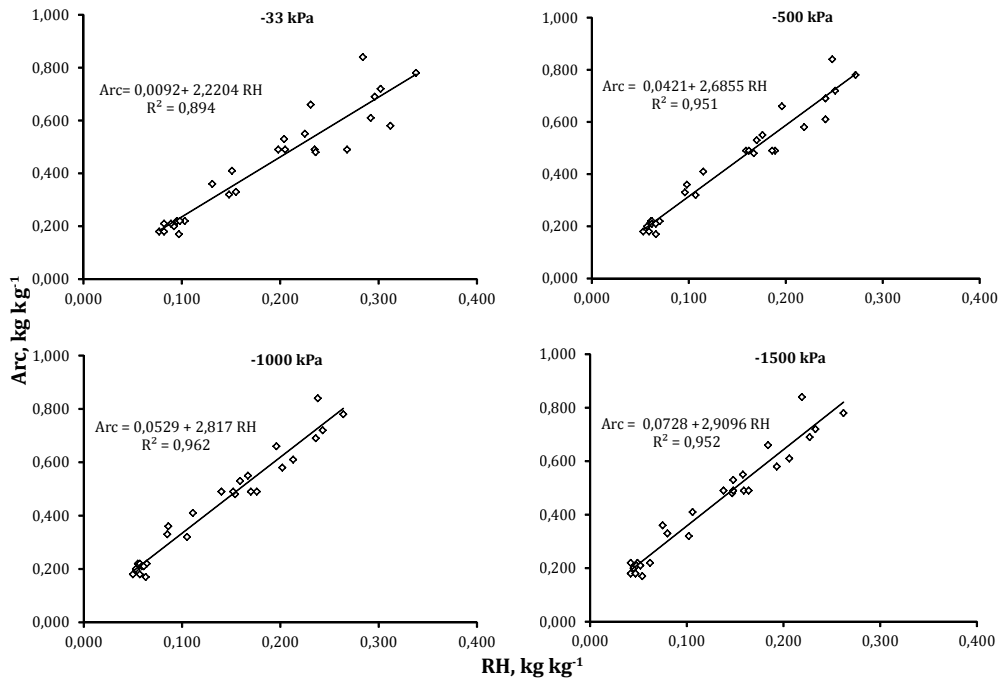 -33 kPa
1,000
0,800
0,600
0,400
0,200
0,000
0,000 0,100 0,200 0,300 0,400
Arc= 0,0092+ 2,2204 RH
R² = 0,894
-500 kPa
1,000
0,800
0,600
0,400
0,200
0,000
0,000 0,100 0,200 0,300 0,400
Arc = 0,0421+ 2,6855 RH
R² = 0,951
Arc, kg kg-1
-1000 kPa
1,000
0,800
0,600
0,400
0,200
0,000
0,000 0,100 0,200 0,300 0,400
Arc = 0,0529 + 2,817 RH
R² = 0,962
-1500 kPa
1,000
0,800
0,600
0,400
0,200
0,000
0,000 0,100 0,200 0,300 0,400
Arc = 0,0728 + 2,9096 RH
R² = 0,952
RH, kg kg-1